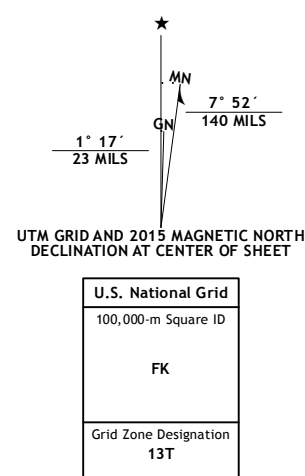 ★
MN
GN
7° 52´
140 MILS
1° 17´
23 MILS
UTM GRID AND 2015 MAGNETIC NORTH
DECLINATION AT CENTER OF SHEET
U.S. National Grid
100,000-m Square ID
FK
Grid Zone Designation
13T